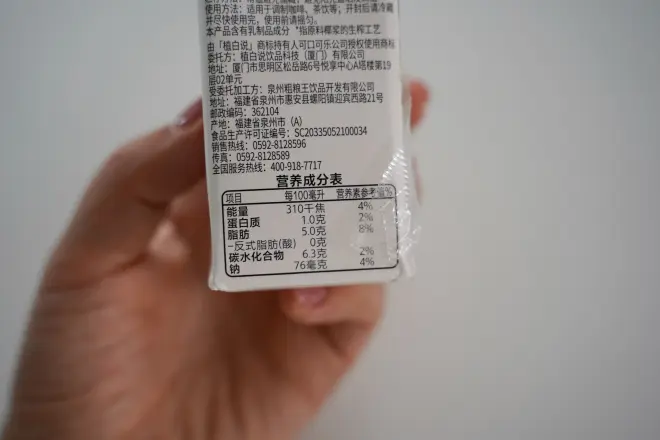 使用方法：适用于调制咖啡、茶饮等；开封后请冷藏
并尽快使用完，使用前请摇匀。
本产品含有乳制品成分 *指原料椰浆的生榨工艺
由「植白说」商标持有人可口可乐公司授权使用商标
委托方：植白说饮品科技（厦门）有限公司
地址：厦门市思明区松岳路6号悦享中心A塔楼第19
层02单元
受委托加工方：泉州粗粮王饮品开发有限公司
地址：福建省泉州市惠安县螺阳镇迎宾西路21号
邮政编码：362104
产地：福建省泉州市（A）
食品生产许可证编号：SC20335052100034
销售热线：0592-8128596
传真：0592-8128589
全国服务热线：400-918-7717
营养成分表
项目 每100毫升 营养素参考值%
能量 310千焦 4%
蛋白质 1.0克 2%
脂肪 5.0克 8%
–反式脂肪(酸) 0克
碳水化合物 6.3克 2%
钠 76毫克 4%